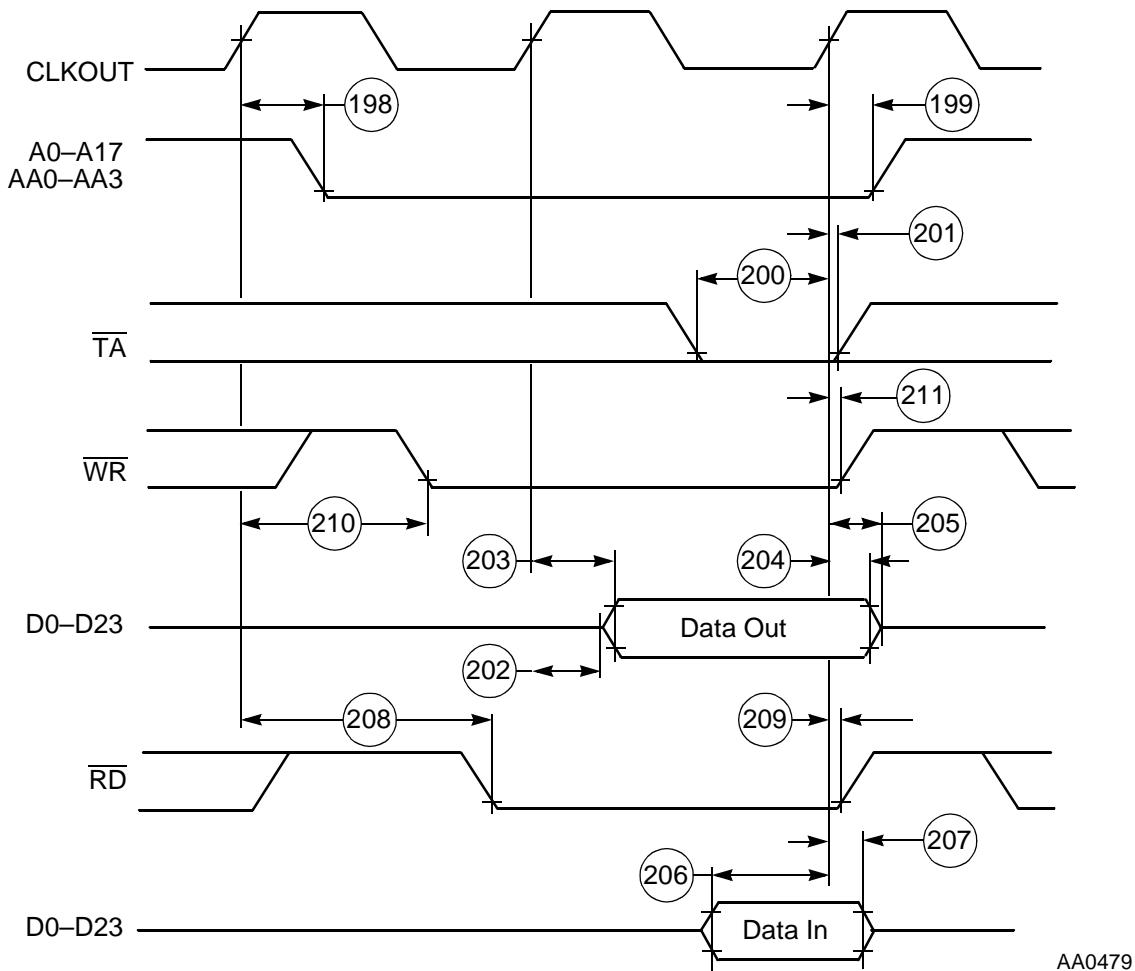 CLKOUT
198
199
A0–A17
AA0–AA3
201
200
TA
211
WR
210
205
203
204
D0–D23
Data Out
202
208
209
RD
207
206
D0–D23
Data In
AA0479